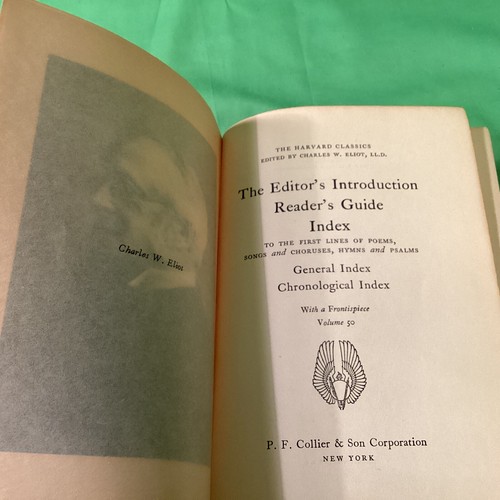 Charles W. Eliot
THE HARVARD CLASSICS
EDITED BY CHARLES W. ELIOT, LL.D.
The Editor's Introduction
Reader's Guide
Index
TO THE FIRST LINES OF POEMS,
SONGS and CHORUSES, HYMNS and PSALMS
General Index
Chronological Index
With a Frontispiece
Volume 50
P. F. Collier & Son Corporation
NEW YORK